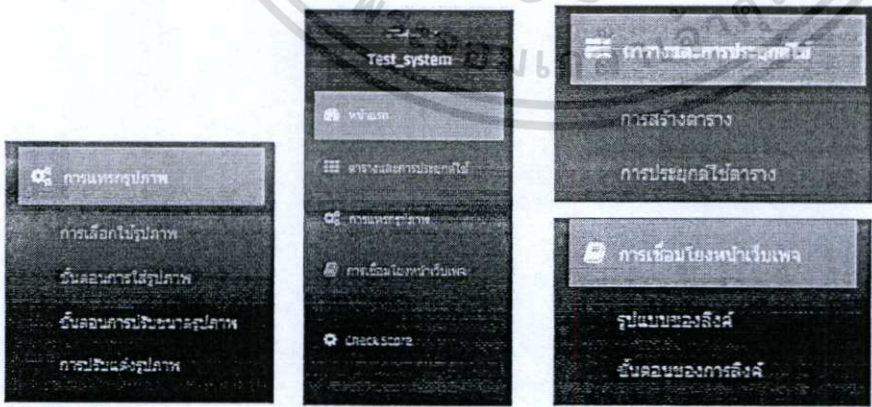 การแทรกรูปภาพ
การเลือกใช้รูปภาพ
ขั้นตอนการใส่รูปภาพ
ขั้นตอนการปรับขนาดรูปภาพ
การปรับแต่งรูปภาพ
Test_system
หน้าแรก
ตารางและการประยุกต์ใช้
การแทรกรูปภาพ
การเชื่อมโยงหน้าเว็บเพจ
Check Score
ตารางและการประยุกต์ใช้
การสร้างตาราง
การประยุกต์ใช้ตาราง
การเชื่อมโยงหน้าเว็บเพจ
รูปแบบของลิงค์
ขั้นตอนของการลิงค์